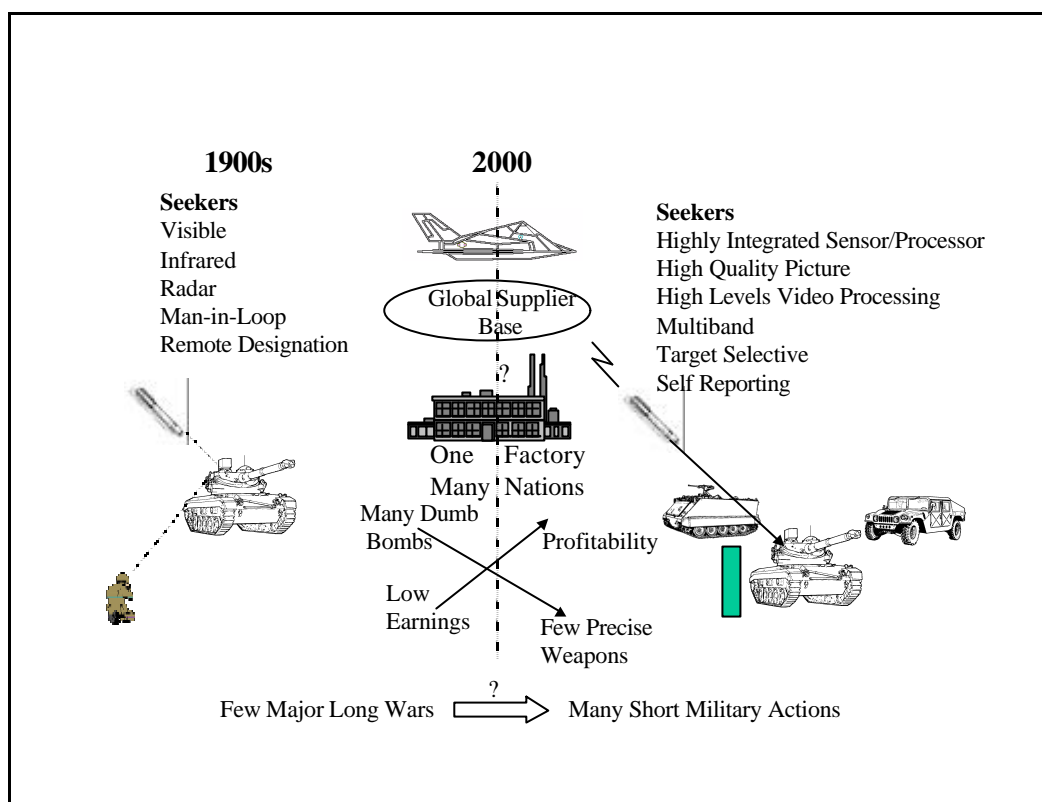 1900s
2000
Seekers
Visible
Infrared
Radar
Man-in-Loop
Remote Designation
Global Supplier
Base
?
One Factory
Many Nations
Many Dumb
Bombs
Profitability
Low
Earnings
Few Precise
Weapons
Seekers
Highly Integrated Sensor/Processor
High Quality Picture
High Levels Video Processing
Multiband
Target Selective
Self Reporting
?
Few Major Long Wars
Many Short Military Actions